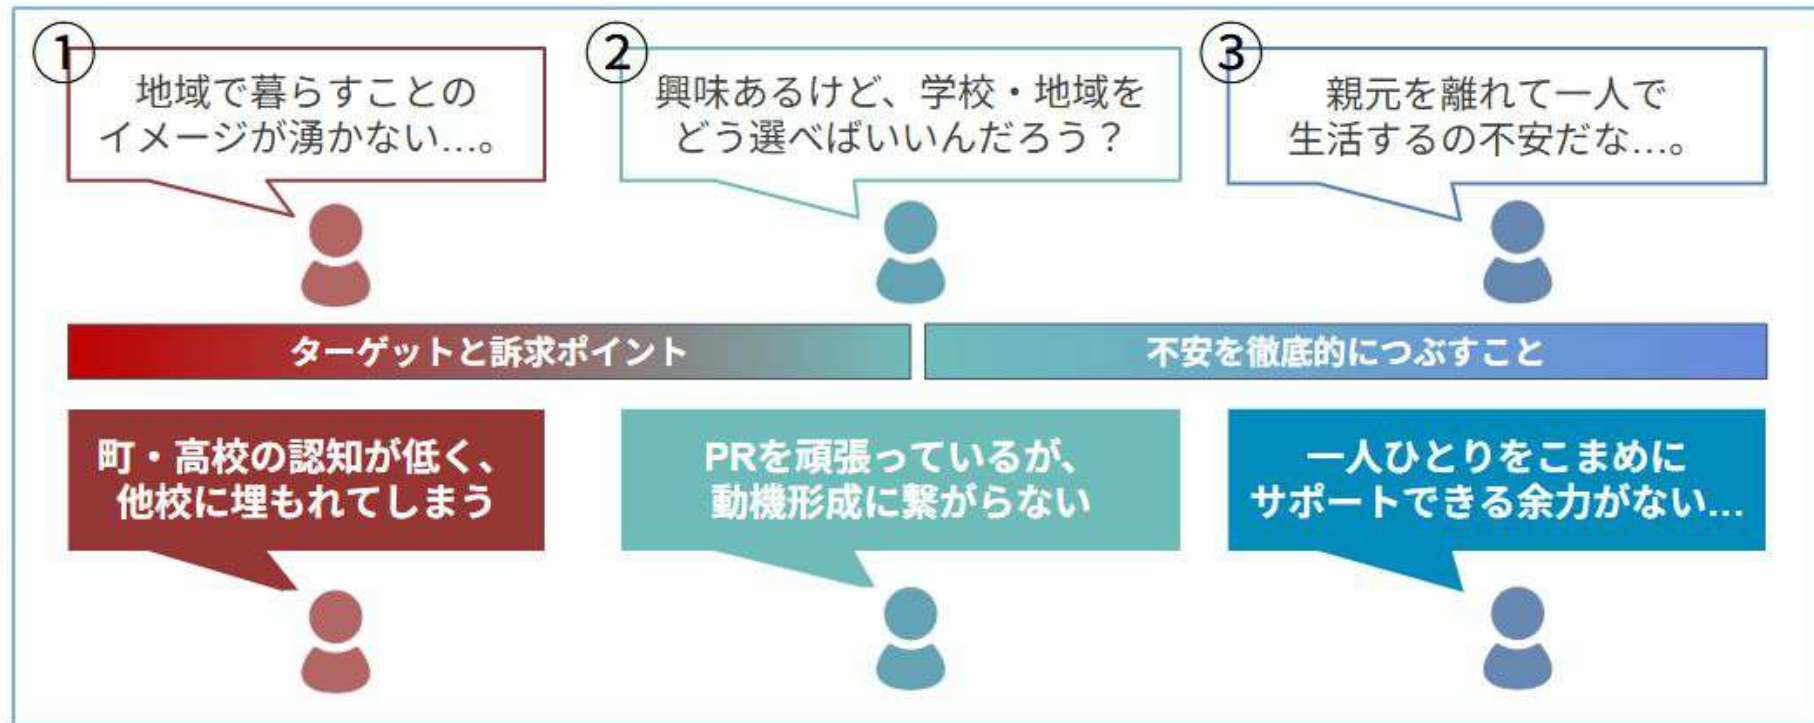 ①
地域で暮らすことの
イメージが湧かない…。
②
興味あるけど、学校・地域を
どう選べばいいんだろう？
③
親元を離れて一人で
生活するの不安だな…。
ターゲットと訴求ポイント
不安を徹底的につぶすこと
町・高校の認知が低く、
他校に埋もれてしまう
PRを頑張っているが、
動機形成に繋がらない
一人ひとりをこまめに
サポートできる余力がない…